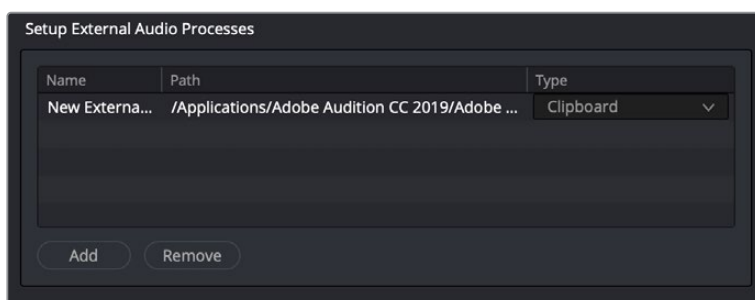 Setup External Audio Processes
Name Path Type
New Externa... /Applications/Adobe Audition CC 2019/Adobe ... Clipboard
Add Remove